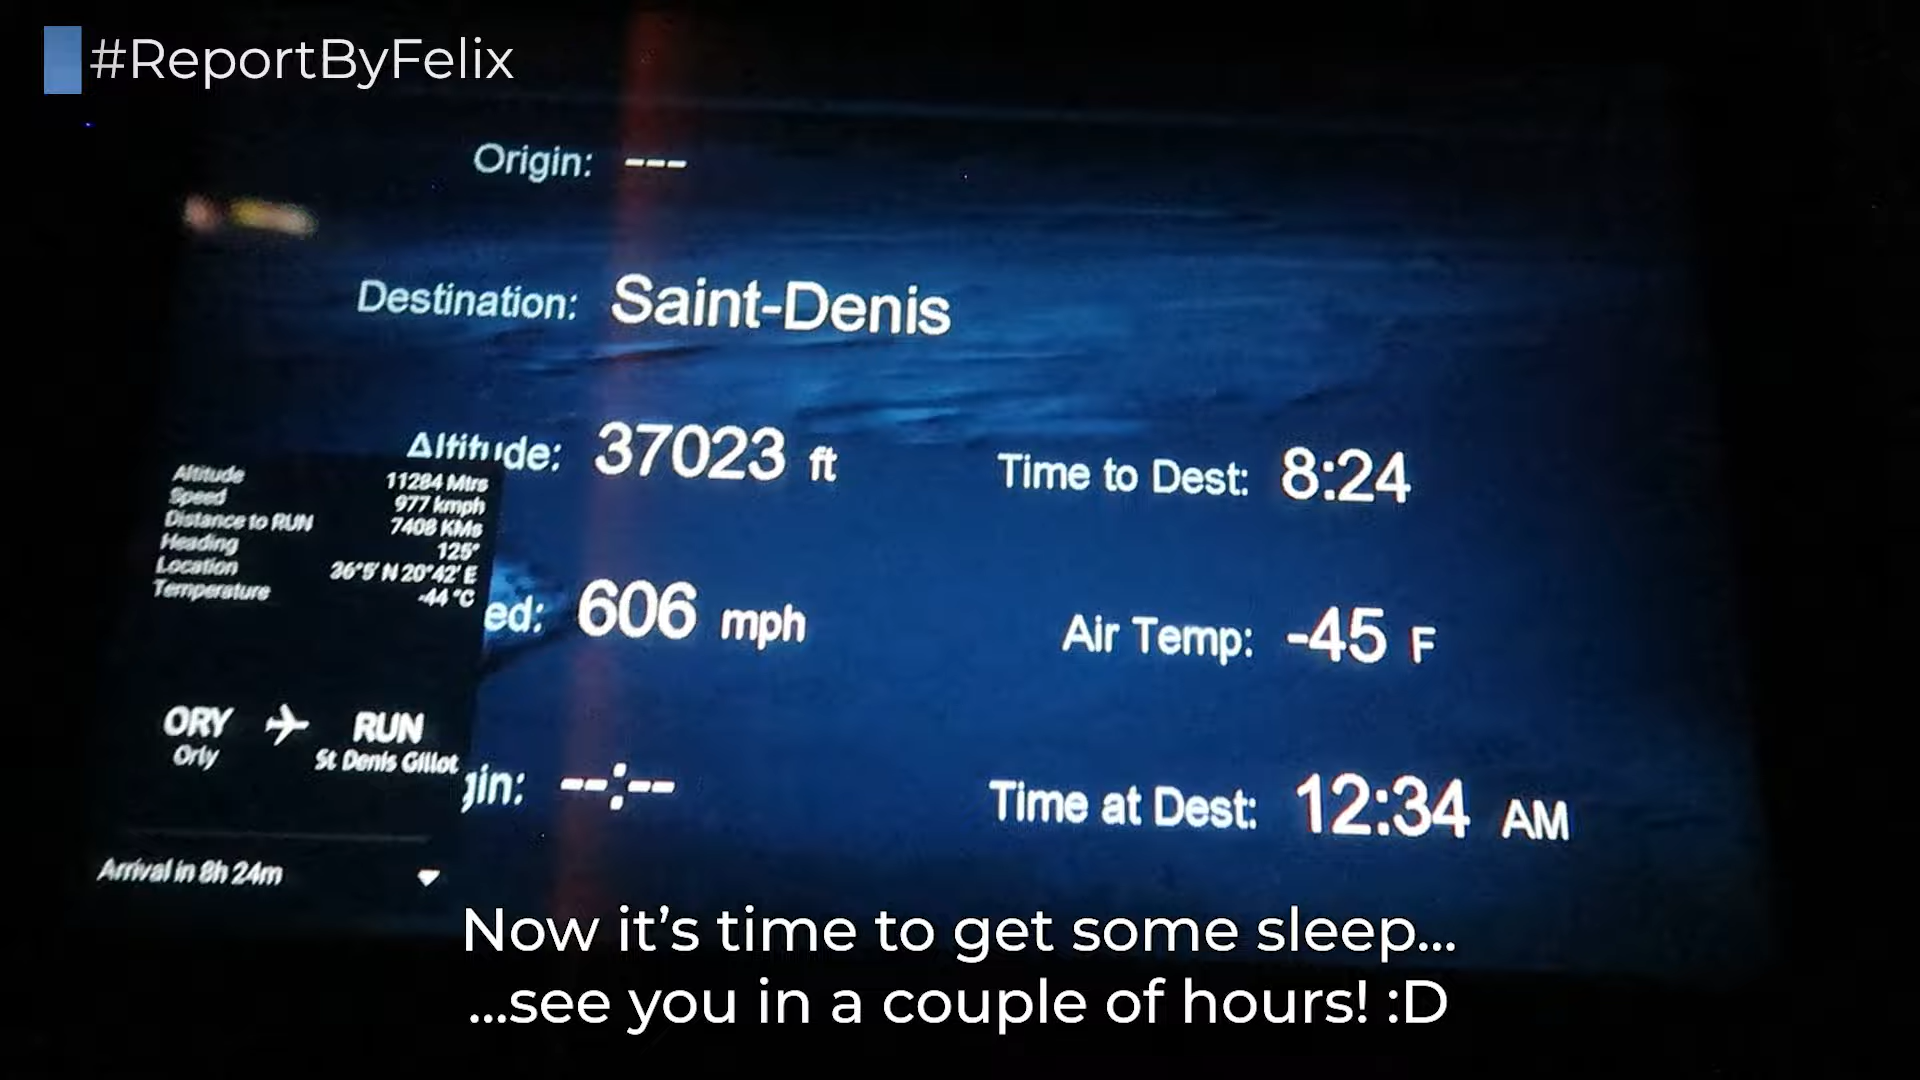 #ReportByFelix
Origin: ---
Destination: Saint-Denis
Altitude: 37023 ft
Time to Dest: 8:24
Altitude 11284 Mtrs
Speed 977 kmph
Distance to RUN 7408 KMs
Heading 125°
Location 36°5' N 20°42' E
Temperature -44 °C
ed: 606 mph
Air Temp: -45 F
ORY RUN
Orly St Denis Gillot
gin: --:--
Time at Dest: 12:34 AM
Arrival in 8h 24m
Now it's time to get some sleep...
...see you in a couple of hours! :D